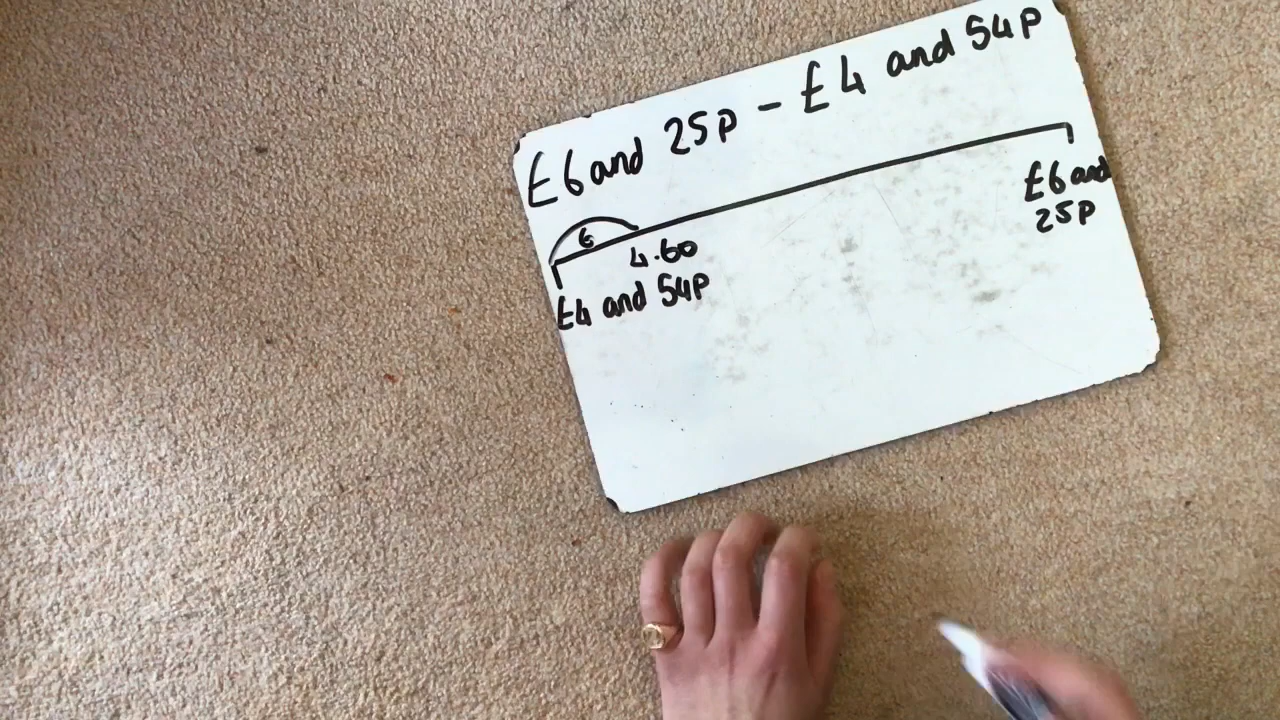 £6 and 25p - £4 and 54p
6
4.60
£4 and 54p
£6 and
25p